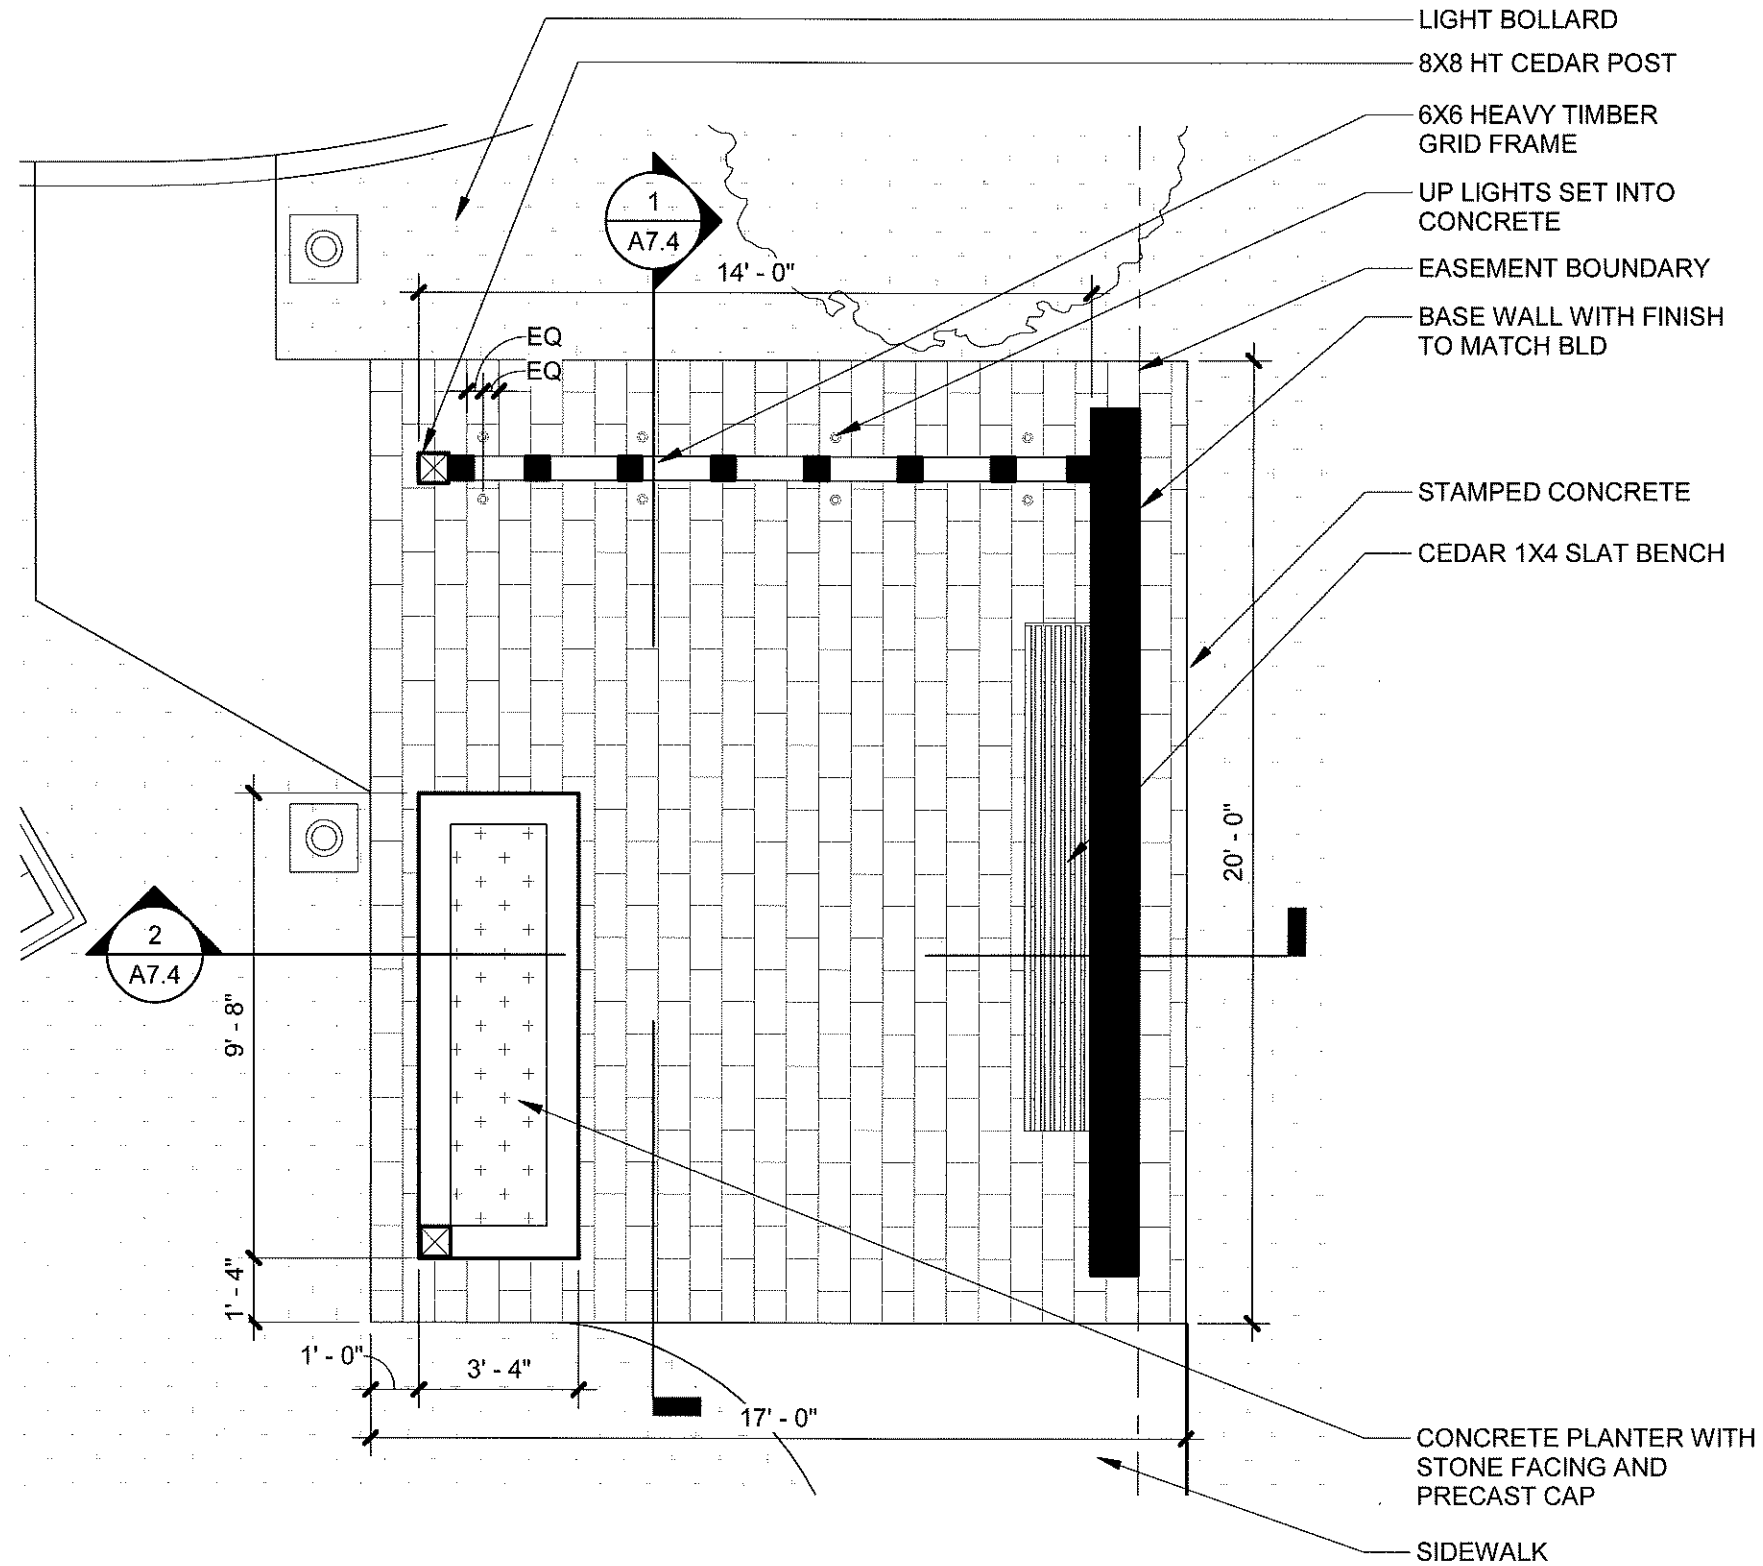 LIGHT BOLLARD
8X8 HT CEDAR POST
6X6 HEAVY TIMBER
GRID FRAME
UP LIGHTS SET INTO
CONCRETE
EASEMENT BOUNDARY
BASE WALL WITH FINISH
TO MATCH BLD
STAMPED CONCRETE
CEDAR 1X4 SLAT BENCH
1
A7.4
14' - 0"
EQ
EQ
20' - 0"
2
A7.4
9' - 8"
1' - 4"
1' - 0"
3' - 4"
17' - 0"
CONCRETE PLANTER WITH
STONE FACING AND
PRECAST CAP
SIDEWALK